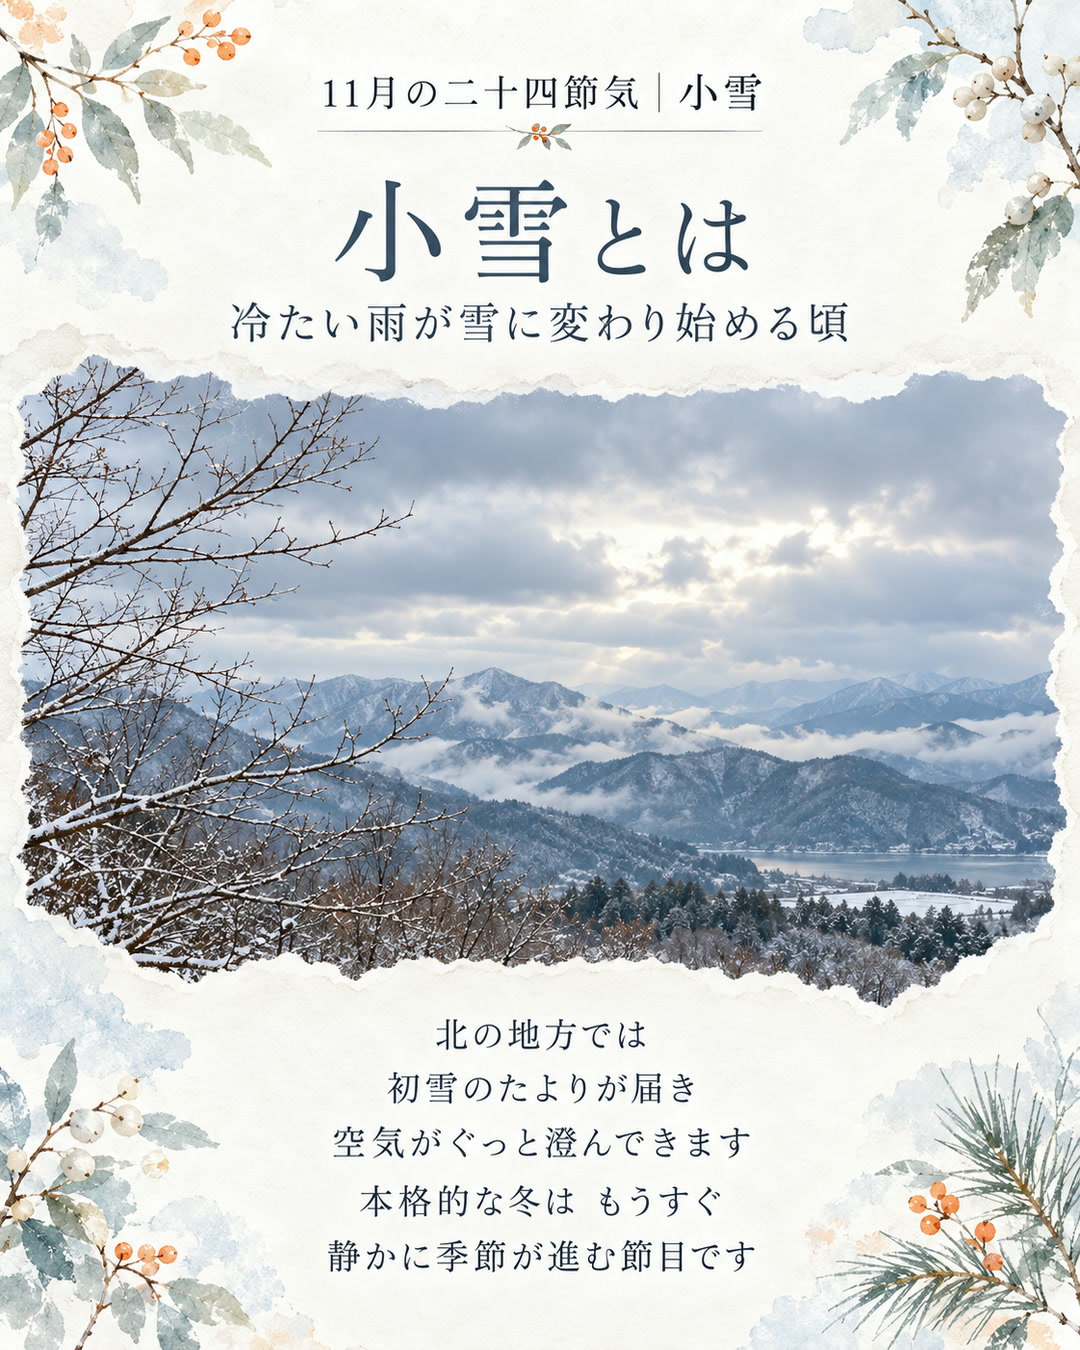 11月の二十四節気｜小雪
小雪とは
冷たい雨が雪に変わり始める頃
北の地方では
初雪のたよりが届き
空気がぐっと澄んできます
本格的な冬は もうすぐ
静かに季節が進む節目です